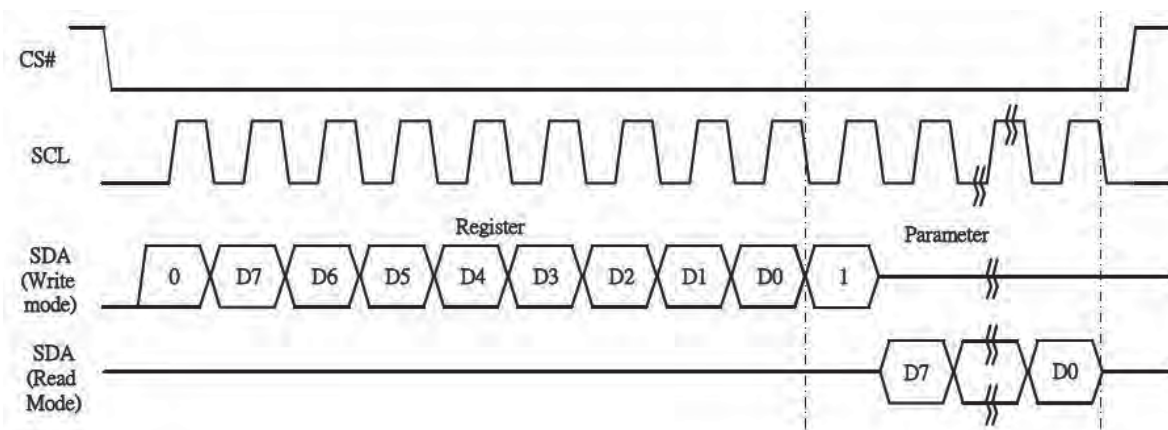 CS#
SCL
Register
Parameter
SDA
(Write
mode)
0 D7 D6 D5 D4 D3 D2 D1 D0 1
SDA
(Read
Mode)
D7 D0